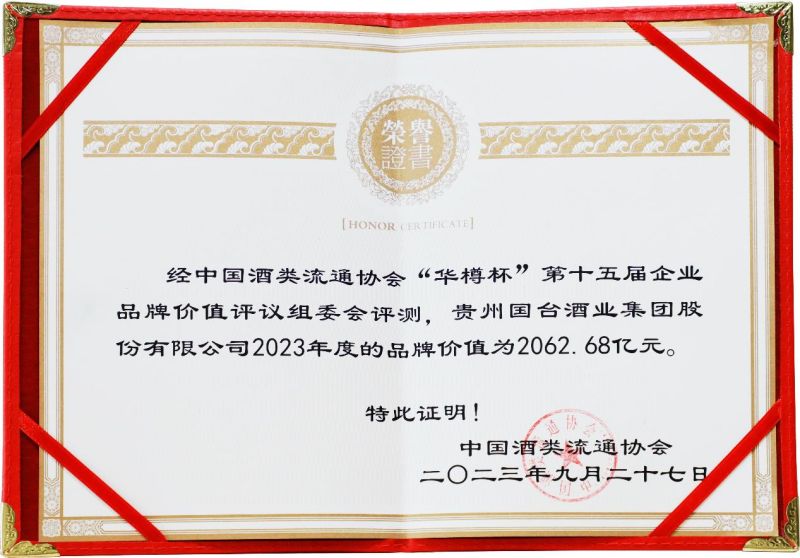 榮譽
證書
[HONOR CERTIFICATE]
经中国酒类流通协会“华樽杯”第十五届企业
品牌价值评议组委会评测，贵州国台酒业集团股
份有限公司2023年度的品牌价值为2062.68亿元。
特此证明！
中国酒类流通协会
二〇二三年九月二十七日